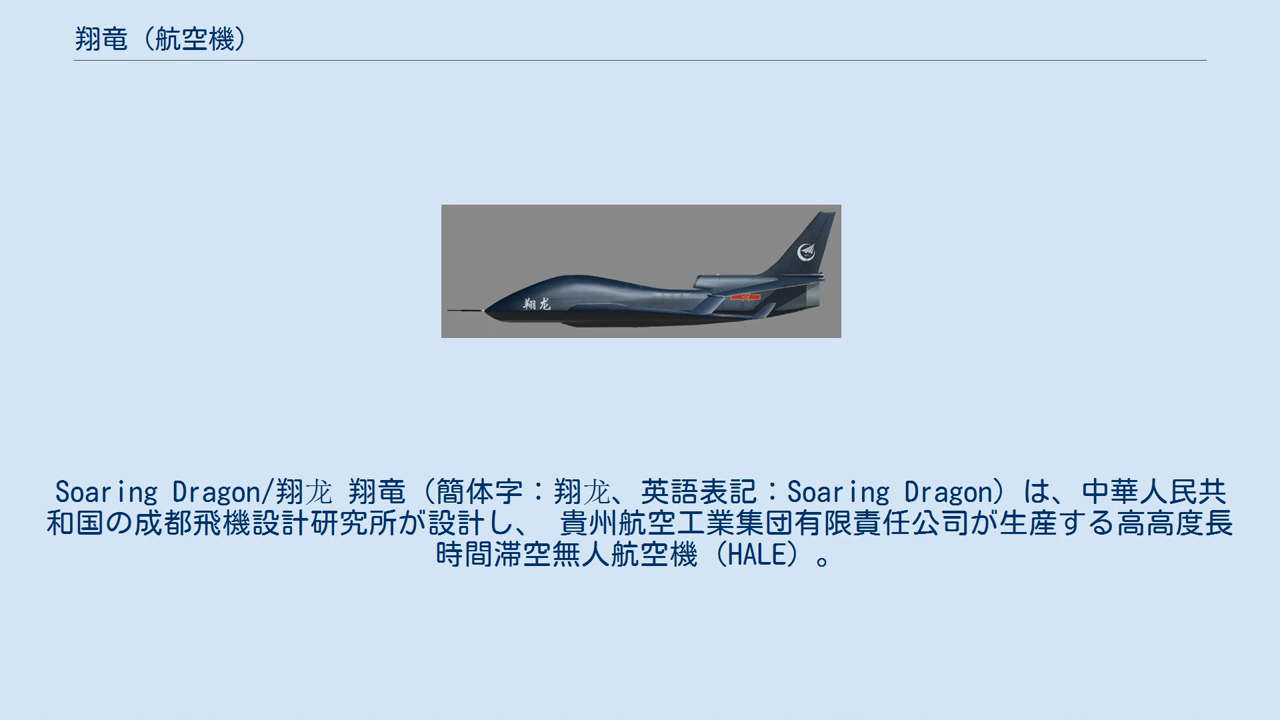 翔竜（航空機）
翔龙
Soaring Dragon/翔龙 翔竜（簡体字：翔龙、英語表記：Soaring Dragon）は、中華人民共
和国の成都飛機設計研究所が設計し、 貴州航空工業集団有限責任公司が生産する高高度長
時間滞空無人航空機（HALE）。